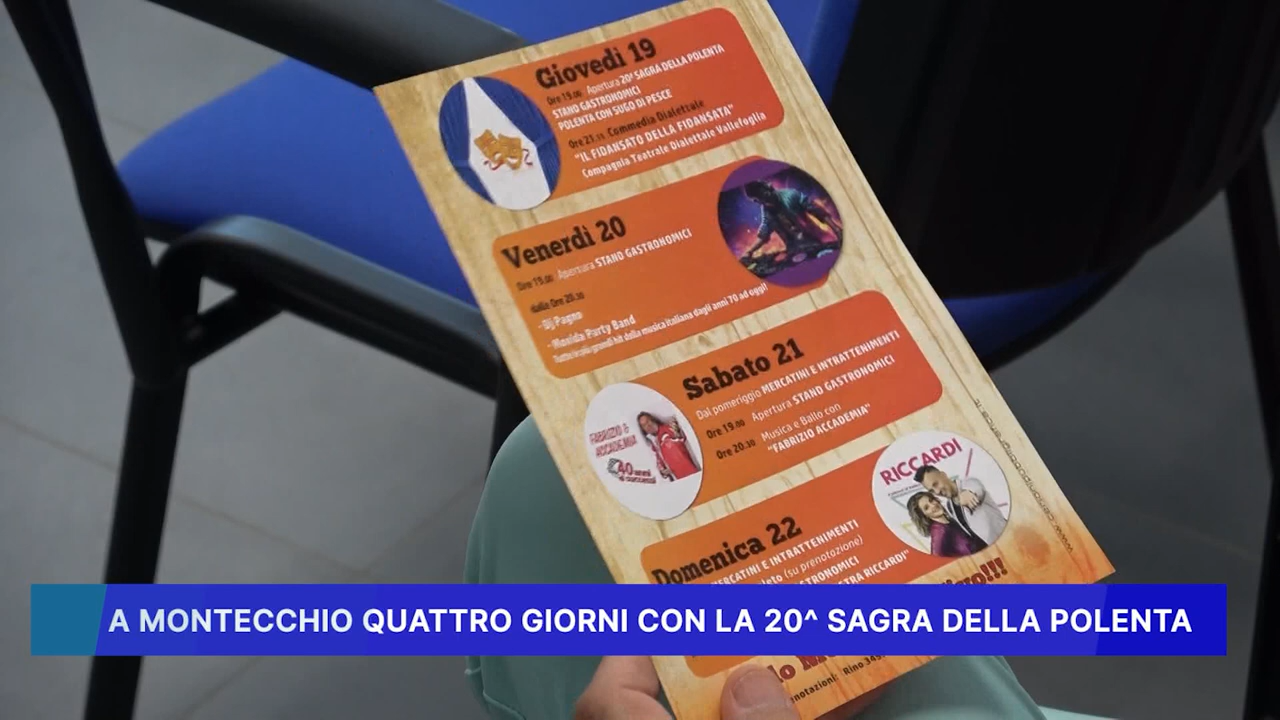 Giovedì 19
Ore 19.00 Apertura 20ª SAGRA DELLA POLENTA
STAND GASTRONOMICI
POLENTA CON SUGO DI PESCE
Ore 21.15 Commedia Dialettale
"IL FIDANSATO DELLA FIDANSATA"
Compagnia Teatrale Dialettale Vallefoglia
Venerdì 20
Ore 19.00 Apertura STAND GASTRONOMICI
dalle Ore 20.30
- Dj Pagno
- Monida Party Band
grandi hit della musica italiana dagli anni 70 ad oggi!
Sabato 21
Dal pomeriggio MERCATINI E INTRATTENIMENTI
Ore 19.00 Apertura STAND GASTRONOMICI
Ore 20.30 Musica e Ballo con
"FABRIZIO ACCADEMIA"
FABRIZIO &
ACCADEMIA
40 anni
di successi
RICCARDI
Domenica 22
MERCATINI E INTRATTENIMENTI
(su prenotazione)
A MONTECCHIO QUATTRO GIORNI CON LA 20^ SAGRA DELLA POLENTA
Rino